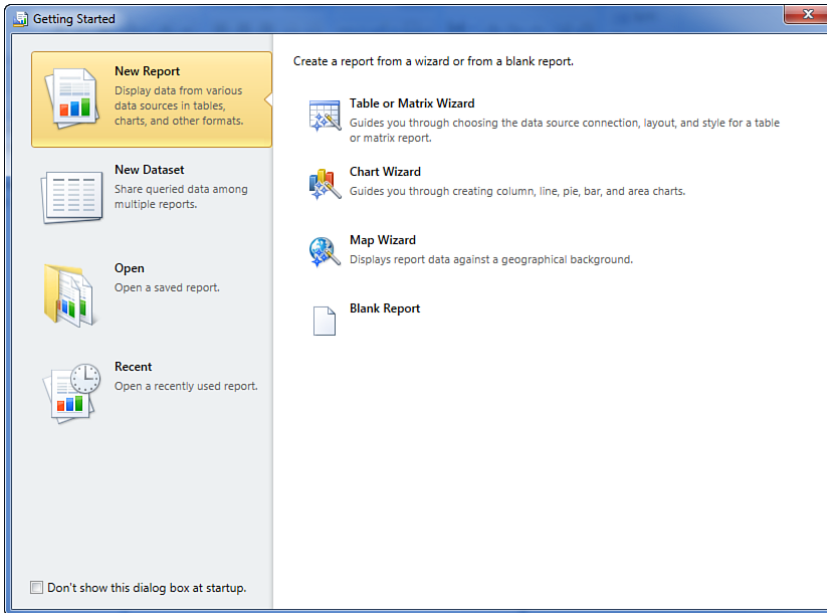 Getting Started
New Report
Display data from various
data sources in tables,
charts, and other formats.
New Dataset
Share queried data among
multiple reports.
Open
Open a saved report.
Recent
Open a recently used report.
Don't show this dialog box at startup.
Create a report from a wizard or from a blank report.
Table or Matrix Wizard
Guides you through choosing the data source connection, layout, and style for a table
or matrix report.
Chart Wizard
Guides you through creating column, line, pie, bar, and area charts.
Map Wizard
Displays report data against a geographical background.
Blank Report